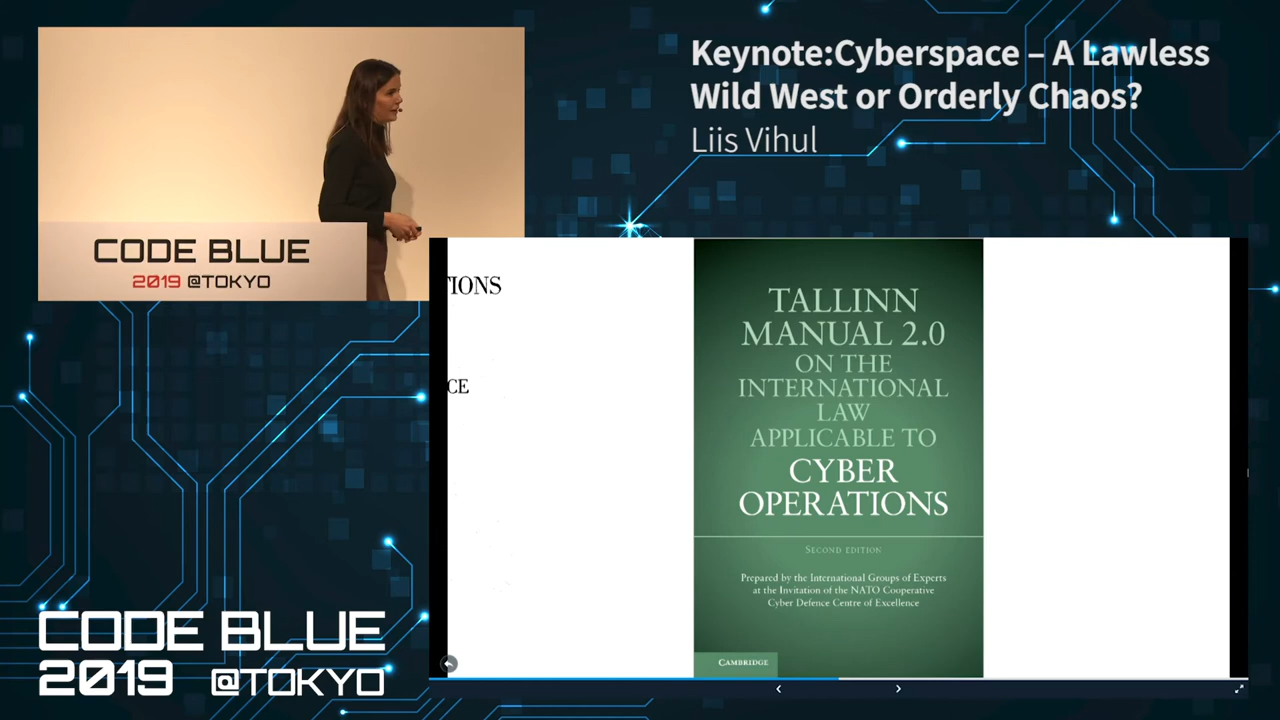 Keynote:Cyberspace – A Lawless
Wild West or Orderly Chaos?
Liis Vihul
CODE BLUE
2019 @TOKYO
TIONS
CE
TALLINN
MANUAL 2.0
ON THE
INTERNATIONAL
LAW
APPLICABLE TO
CYBER
OPERATIONS
SECOND EDITION
Prepared by the International Groups of Experts
at the Invitation of the NATO Cooperative
Cyber Defence Centre of Excellence
CAMBRIDGE
CODE BLUE
2019 @TOKYO